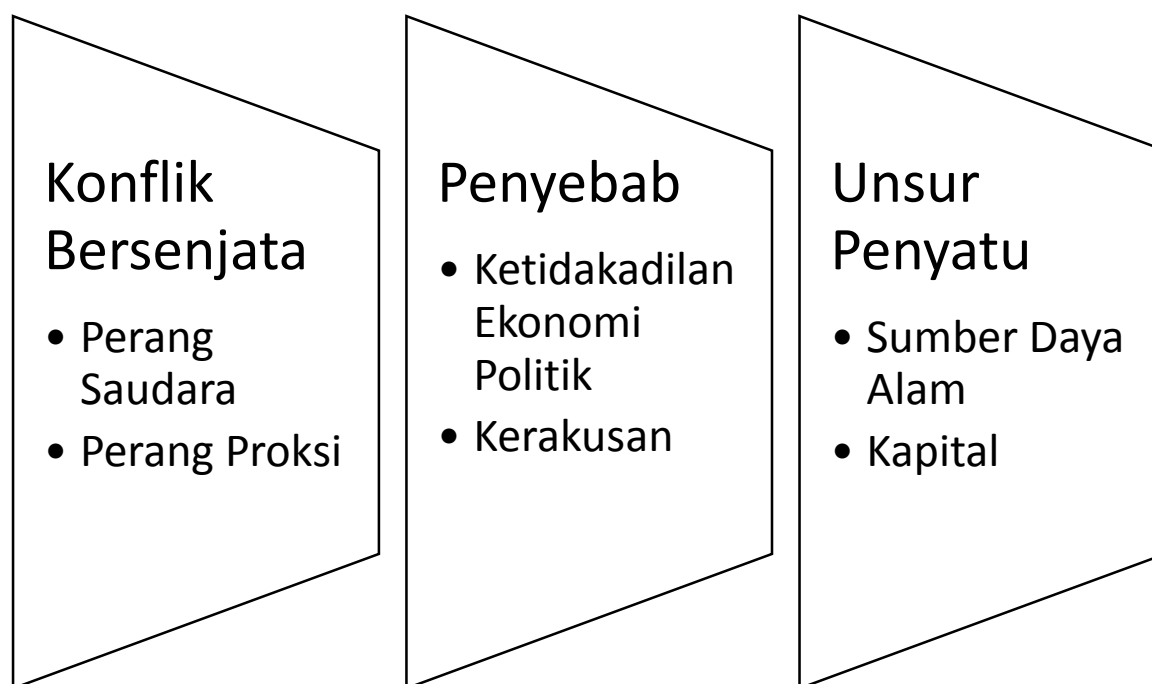 Konflik
Bersenjata
• Perang
Saudara
• Perang Proksi
Penyebab
• Ketidakadilan
Ekonomi
Politik
• Kerakusan
Unsur
Penyatu
• Sumber Daya
Alam
• Kapital